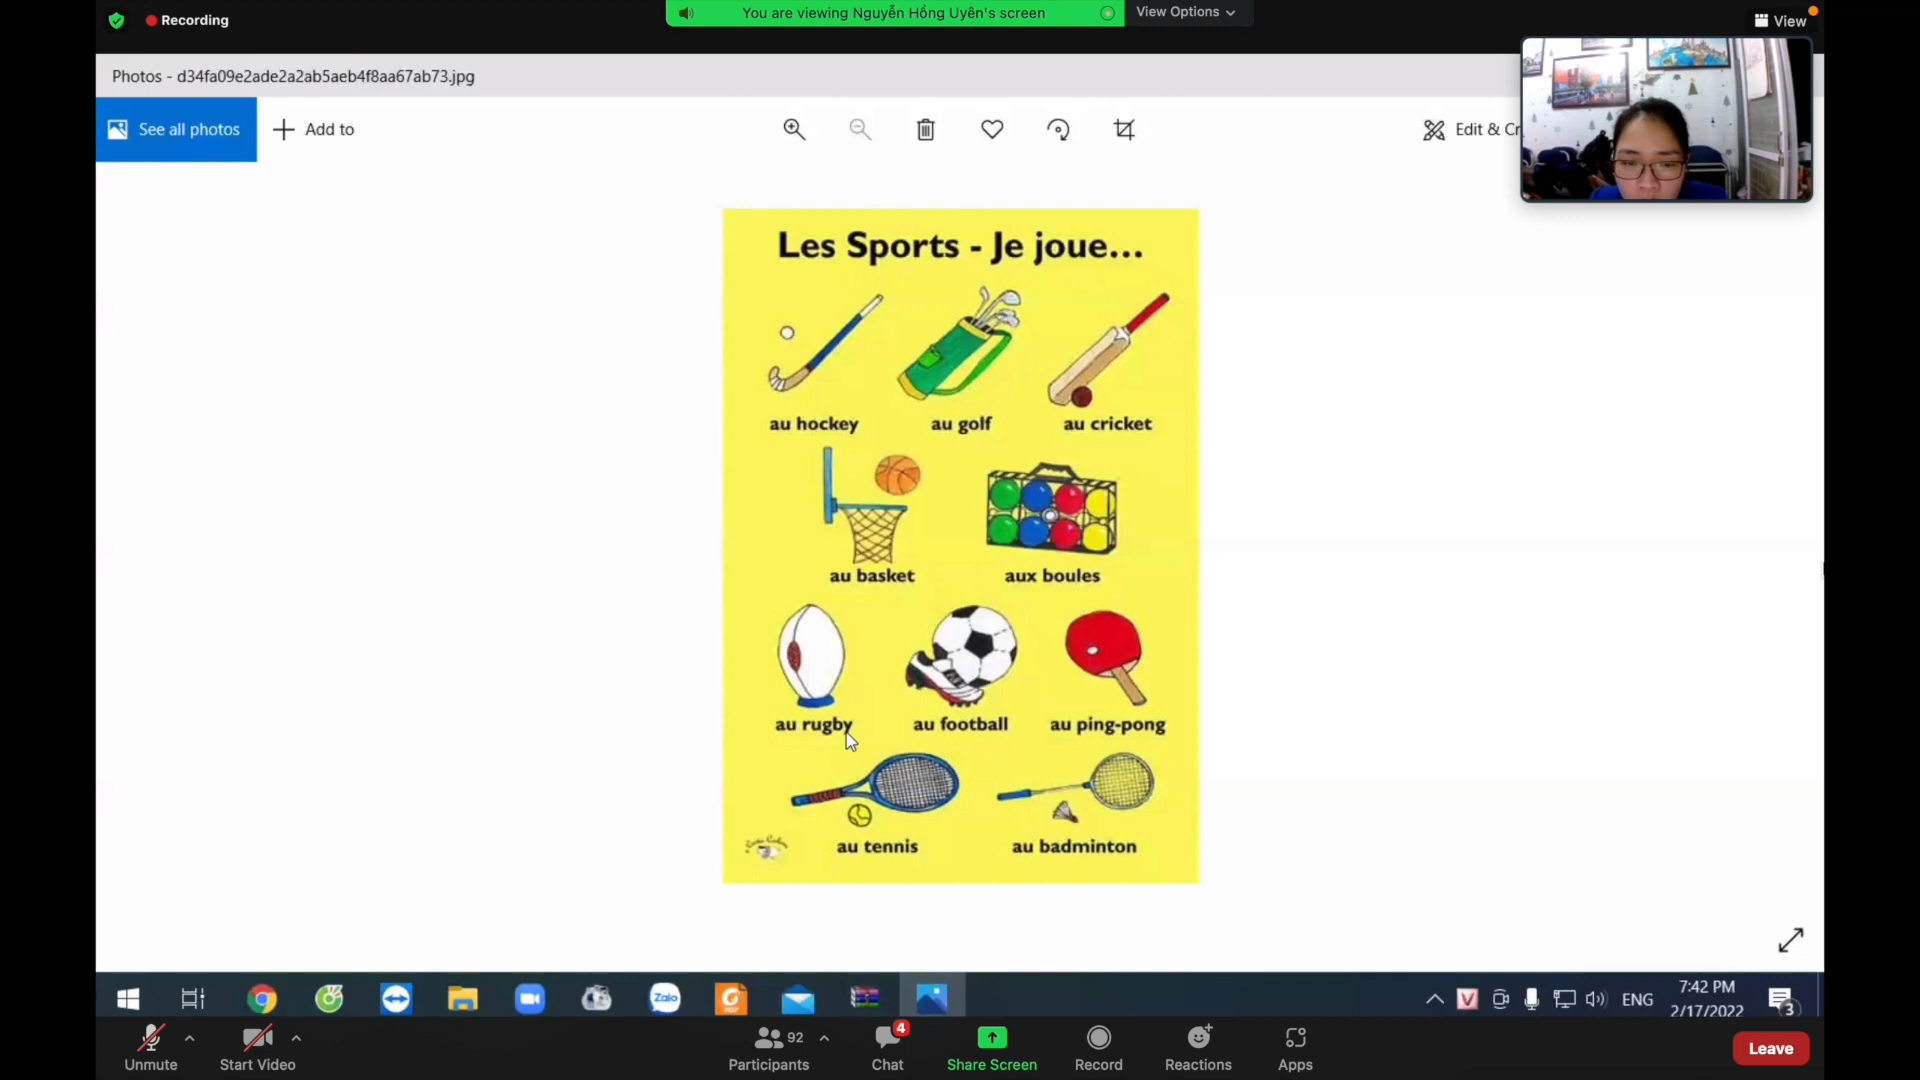 Recording
You are viewing Nguyễn Hồng Uyên's screen
View Options
View
Photos - d34fa09e2ade2a2ab5aeb4f8aa67ab73.jpg
See all photos
Add to
Edit & Cr
Les Sports - Je joue...
au hockey
au golf
au cricket
au basket
aux boules
au rugby
au football
au ping-pong
au tennis
au badminton
Zalo
PDF
V
ENG
7:42 PM
2/17/2022
3
Unmute
Start Video
92
Participants
4
Chat
Share Screen
Record
Reactions
Apps
Leave